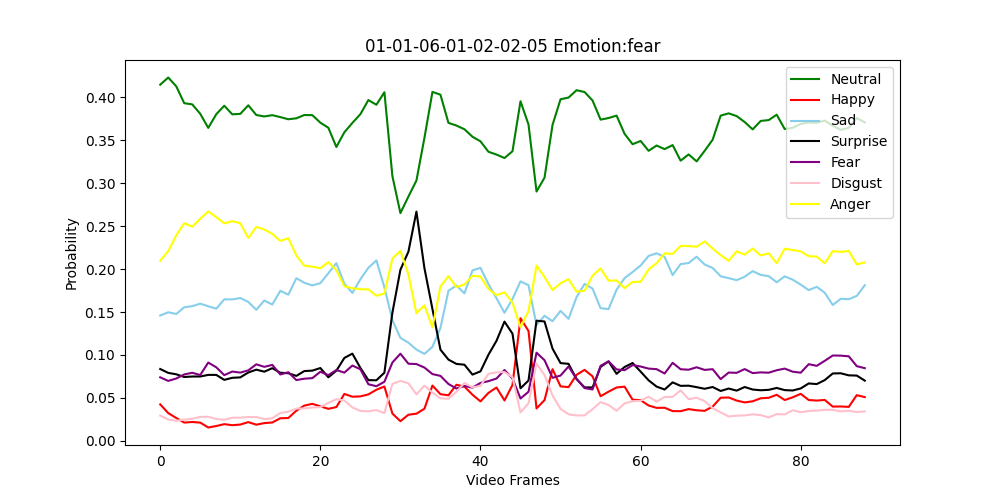 01-01-06-01-02-02-05 Emotion:fear
Probability
0.40
0.35
0.30
0.25
0.20
0.15
0.10
0.05
0.00
Neutral
Happy
Sad
Surprise
Fear
Disgust
Anger
0 20 40 60 80
Video Frames